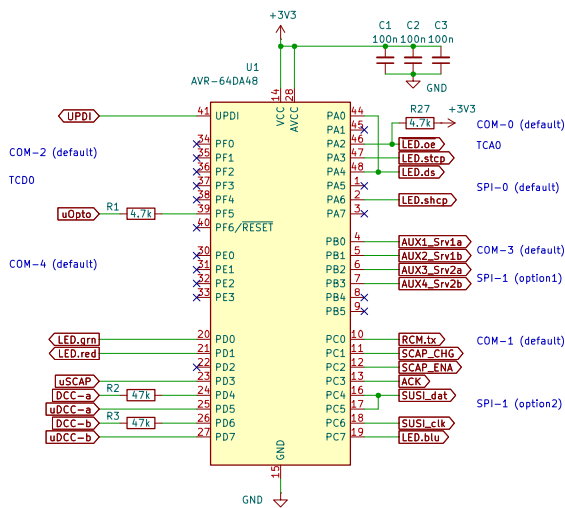 +3V3
C1 C2 C3
100n 100n 100n
GND
U1
AVR-64DA48
14 28
VCC AVCC
R27 +3V3
4.7k
UPDI 41 UPDI PA0 44
PA1 45
34 PF0 PA2 46 LED.oe
35 PF1 PA3 47 LED.stcp
36 PF2 PA4 48 LED.ds
37 PF3 PA5 1
38 PF4 PA6 2 LED.shcp
uOpto R1 4.7k 39 PF5 PA7 3
40 PF6/RESET
PB0 4 AUX1_Srv1a
30 PE0 PB1 5 AUX2_Srv1b
31 PE1 PB2 6 AUX3_Srv2a
32 PE2 PB3 7 AUX4_Srv2b
33 PE3 PB4 8
PB5 9
LED.grn 20 PD0 PC0 10 RCM.tx
LED.red 21 PD1 PC1 11 SCAP_CHG
22 PD2 PC2 12 SCAP_ENA
uSCAP 23 PD3 PC3 13 ACK
DCC-a R2 47k 24 PD4 PC4 16 SUSI_dat
uDCC-a 25 PD5 PC5 17
DCC-b R3 47k 26 PD6 PC6 18 SUSI_clk
uDCC-b 27 PD7 PC7 19 LED.blu
GND
15
GND
COM-2 (default)
TCD0
COM-4 (default)
COM-0 (default)
TCA0
SPI-0 (default)
COM-3 (default)
SPI-1 (option1)
COM-1 (default)
SPI-1 (option2)